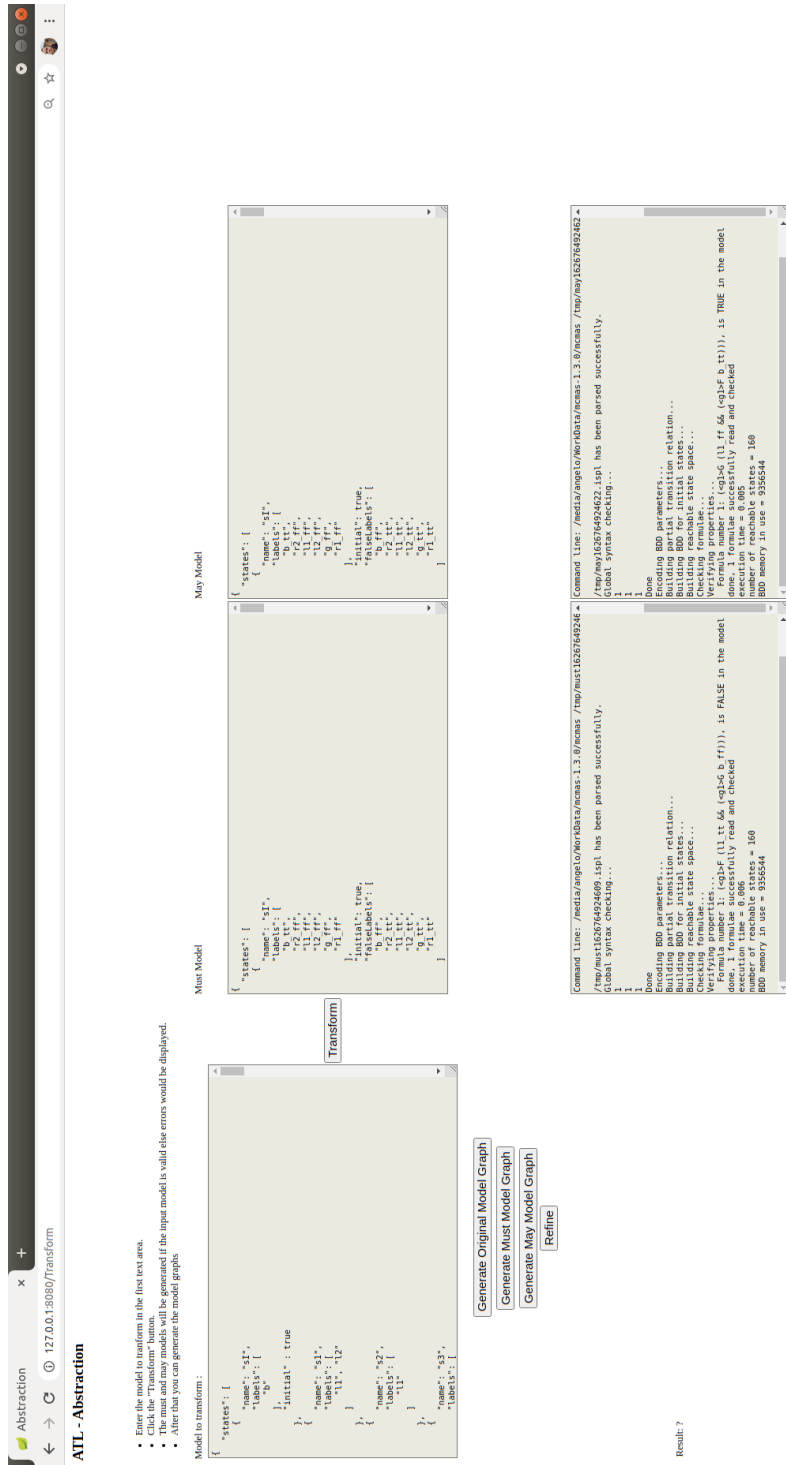 Abstraction
127.0.0.1:8080/Transform
ATL - Abstraction
Enter the model to tranform in the first text area.
Click the "Transform" button.
The must and may models will be generated if the input model is valid else errors would be displayed.
After that you can generate the model graphs
Model to transform :
{
"states": [
{
"name": "sI",
"labels": [
"b"
],
"initial" : true
},
{
"name": "s1",
"labels": [
"l1", "l2"
]
},
{
"name": "s2",
"labels": [
"l1"
]
},
{
"name": "s3",
"labels": [
Transform
Must Model
{
"states": [
{
"name": "sI",
"labels": [
"b_tt",
"r2_ff",
"l1_ff",
"l2_ff",
"g_ff",
"r1_ff"
],
"initial": true,
"falseLabels": [
"b_ff",
"r2_tt",
"l1_tt",
"l2_tt",
"g_tt",
"r1_tt"
]
May Model
{
"states": [
{
"name": "sI",
"labels": [
"b_tt",
"r2_ff",
"l1_ff",
"l2_ff",
"g_ff",
"r1_ff"
],
"initial": true,
"falseLabels": [
"b_ff",
"r2_tt",
"l1_tt",
"l2_tt",
"g_tt",
"r1_tt"
]
Generate Original Model Graph
Generate Must Model Graph
Generate May Model Graph
Refine
Result: ?
Command line: /media/angelo/WorkData/mcmas-1.3.0/mcmas /tmp/must16267649246
/tmp/must1626764924609.ispl has been parsed successfully.
Global syntax checking...
1
1
1
Done
Encoding BDD parameters...
Building partial transition relation...
Building BDD for initial states...
Building reachable state space...
Checking formulae...
Verifying properties...
Formula number 1: (<g1>F (l1_tt && (<g1>G b_ff))), is FALSE in the model
done, 1 formulae successfully read and checked
execution time = 0.006
number of reachable states = 160
BDD memory in use = 9356544
Command line: /media/angelo/WorkData/mcmas-1.3.0/mcmas /tmp/may162676492462
/tmp/may1626764924622.ispl has been parsed successfully.
Global syntax checking...
1
1
1
Done
Encoding BDD parameters...
Building partial transition relation...
Building BDD for initial states...
Building reachable state space...
Checking formulae...
Verifying properties...
Formula number 1: (<g1>G (l1_ff && (<g1>F b_tt))), is TRUE in the model
done, 1 formulae successfully read and checked
execution time = 0.005
number of reachable states = 160
BDD memory in use = 9356544